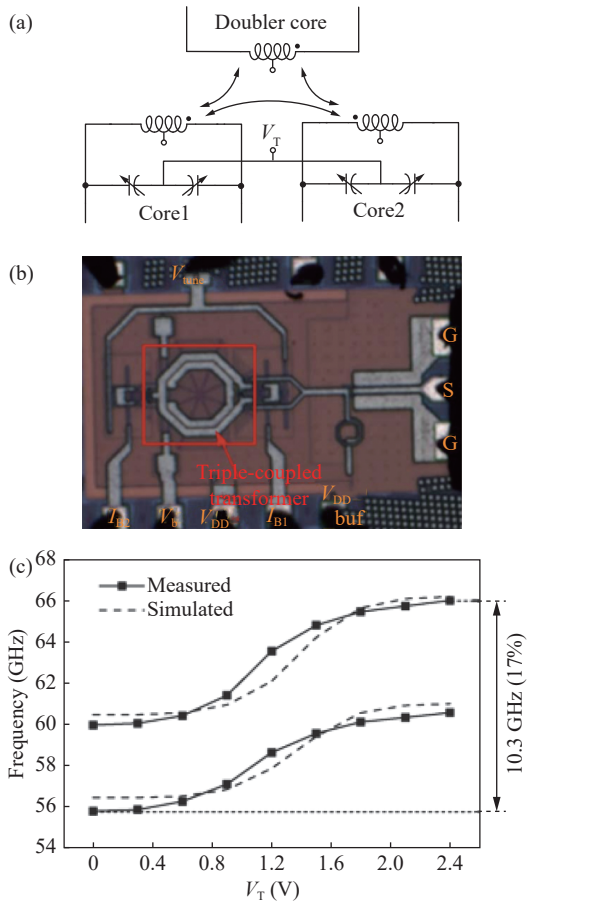 (a)
Doubler core
V_T
Core1
Core2
(b)
V_tune
G
S
G
Triple-coupled
transformer
V_DD
buf
I_B2
V_b
V_DD
I_B1
(c)
68
66
64
62
60
58
56
54
Frequency (GHz)
Measured
Simulated
10.3 GHz (17%)
0
0.4
0.8
1.2
1.6
2.0
2.4
V_T (V)